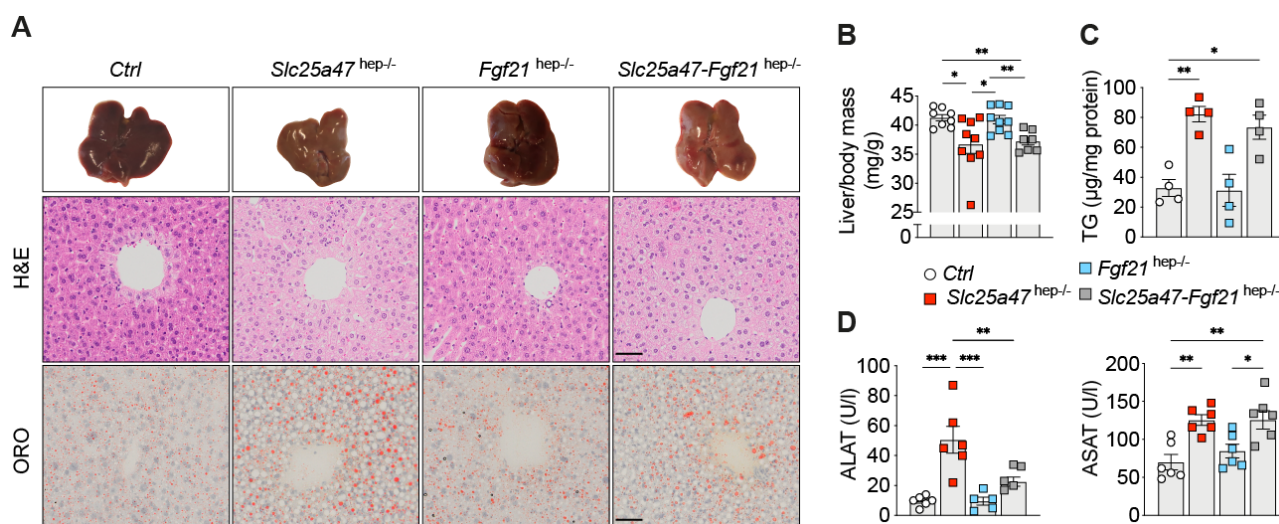 A
Ctrl
Slc25a47 hep-/-
Fgf21 hep-/-
Slc25a47-Fgf21 hep-/-
H&E
ORO
B
**
*
**
*
Liver/body mass
(mg/g)
45
40
35
30
25
0
C
*
**
TG (µg/mg protein)
100
80
60
40
20
0
Ctrl
Slc25a47 hep-/-
Fgf21 hep-/-
Slc25a47-Fgf21 hep-/-
D
**
***
***
ALAT (U/l)
100
80
60
40
20
0
**
**
*
ASAT (U/l)
200
150
100
50
0